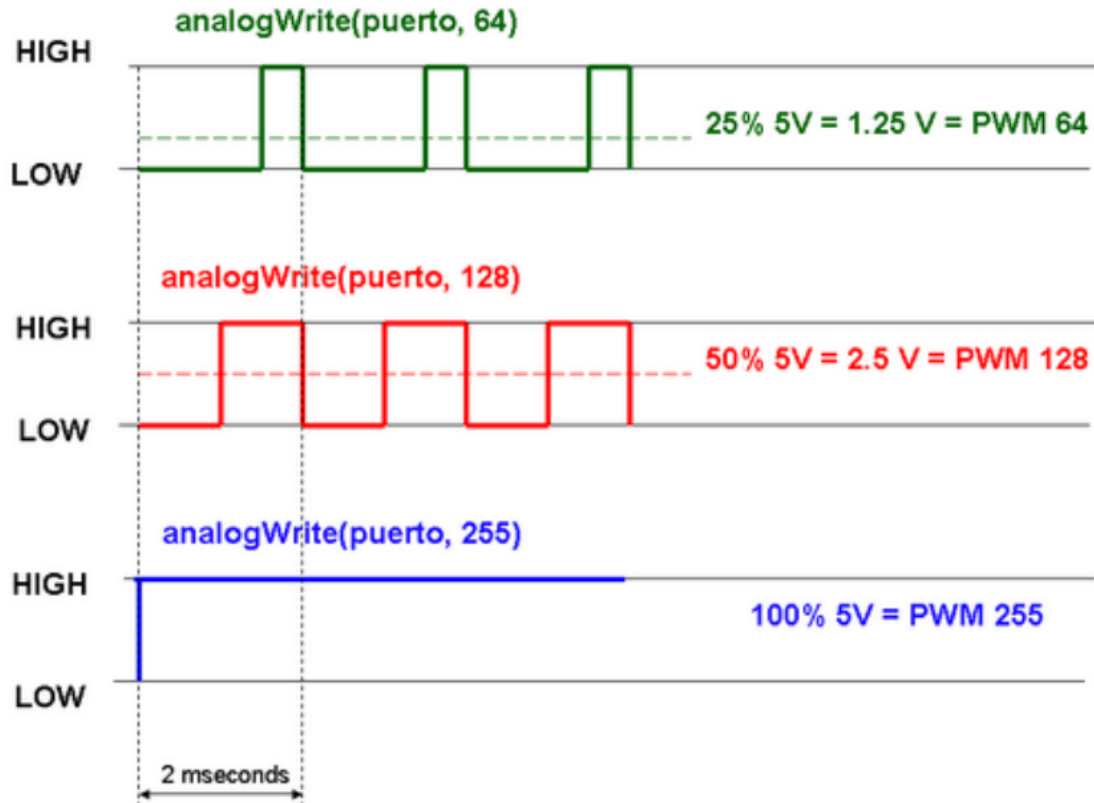 analogWrite(puerto, 64)
HIGH
25% 5V = 1.25 V = PWM 64
LOW
analogWrite(puerto, 128)
HIGH
50% 5V = 2.5 V = PWM 128
LOW
analogWrite(puerto, 255)
HIGH
100% 5V = PWM 255
LOW
2 mseconds